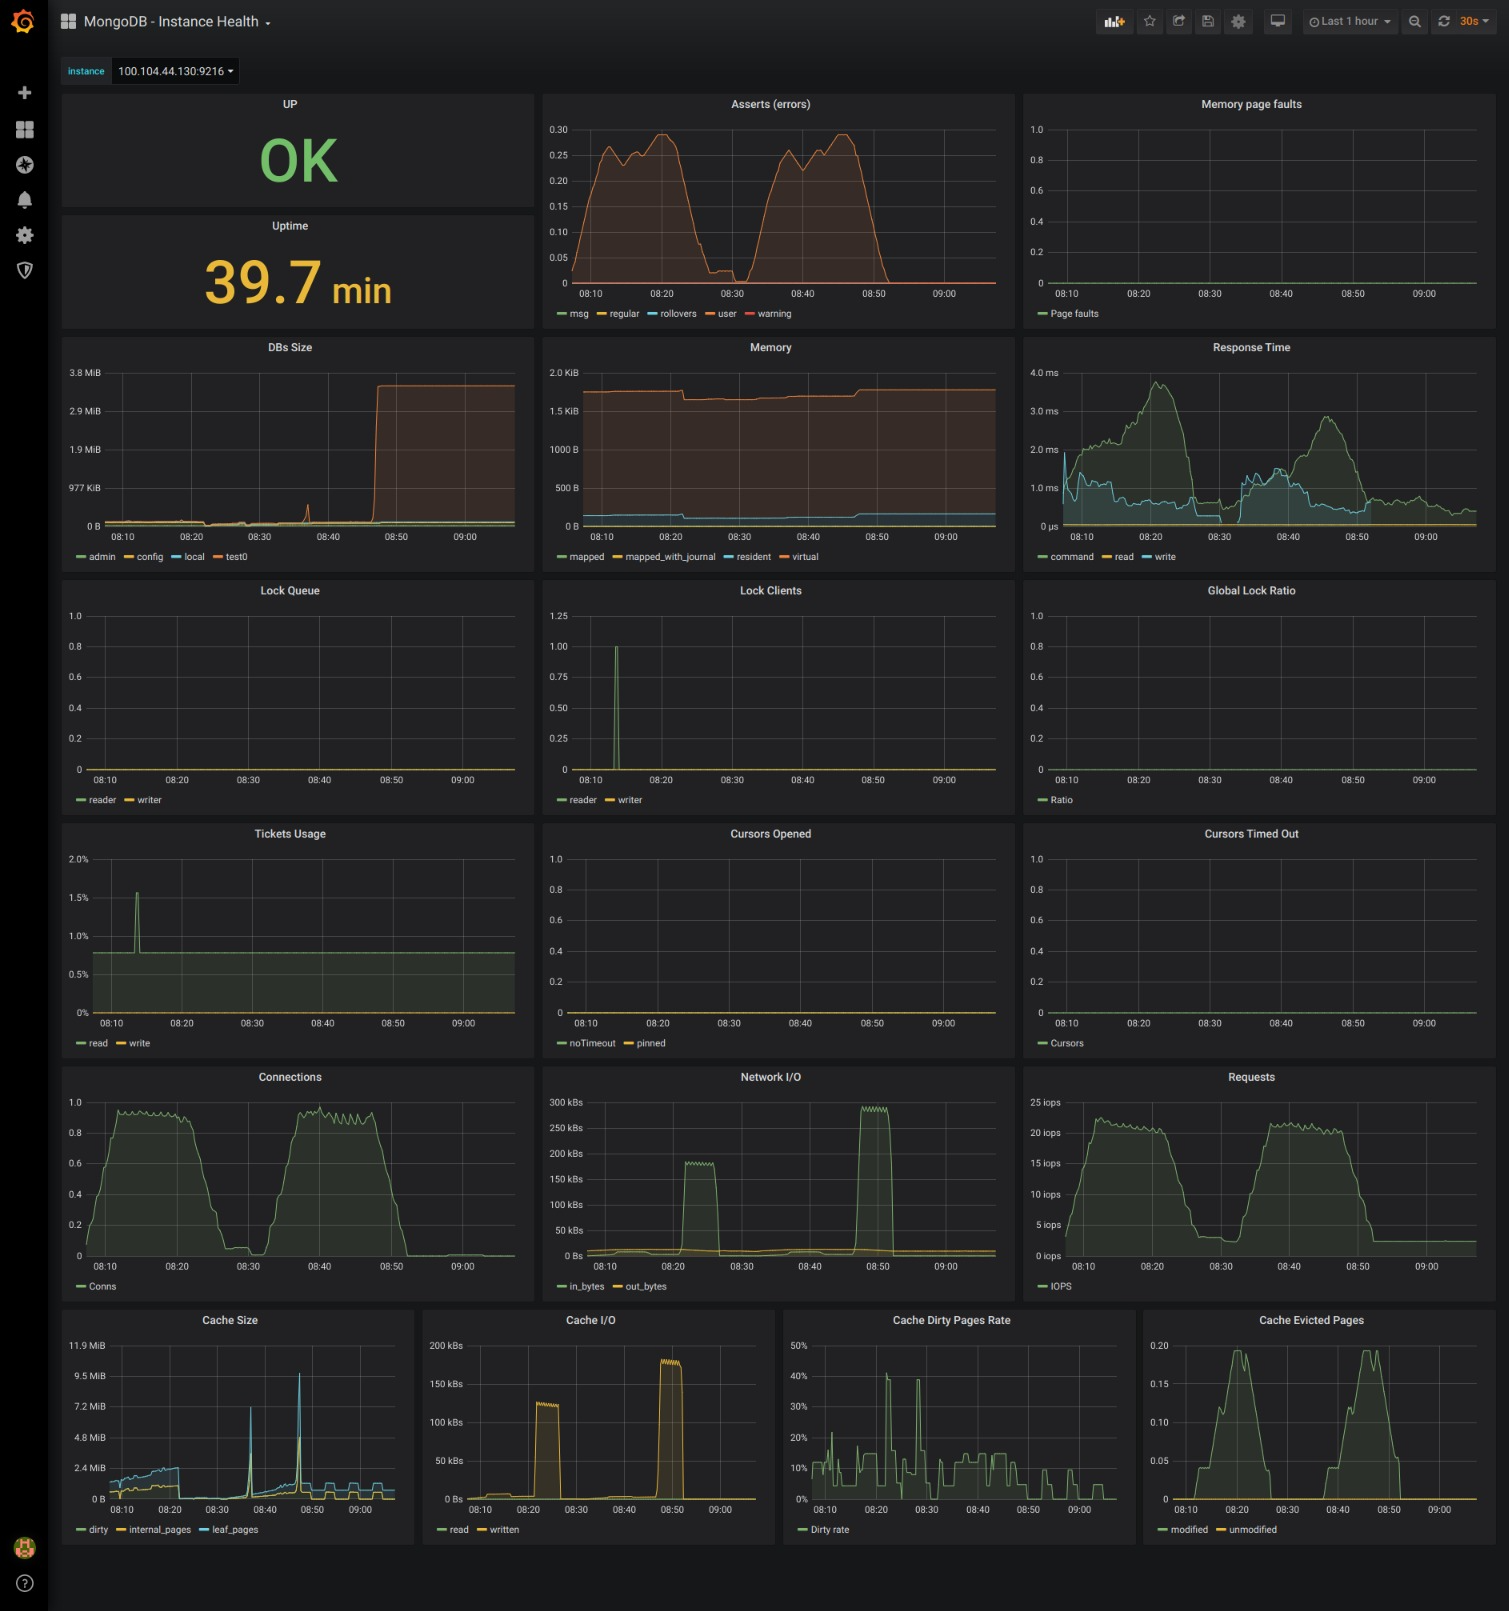 MongoDB - Instance Health
Last 1 hour
30s
instance
100.104.44.130:9216
UP
OK
Uptime
39.7 min
Asserts (errors)
0.30
0.25
0.20
0.15
0.10
0.05
0
08:10 08:20 08:30 08:40 08:50 09:00
msg regular rollovers user warning
Memory page faults
1.0
0.8
0.6
0.4
0.2
0
08:10 08:20 08:30 08:40 08:50 09:00
Page faults
DBs Size
3.8 MiB
2.9 MiB
1.9 MiB
977 KiB
0 B
08:10 08:20 08:30 08:40 08:50 09:00
admin config local test0
Memory
2.0 KiB
1.5 KiB
1000 B
500 B
0 B
08:10 08:20 08:30 08:40 08:50 09:00
mapped mapped_with_journal resident virtual
Response Time
4.0 ms
3.0 ms
2.0 ms
1.0 ms
0 µs
08:10 08:20 08:30 08:40 08:50 09:00
command read write
Lock Queue
1.0
0.8
0.6
0.4
0.2
0
08:10 08:20 08:30 08:40 08:50 09:00
reader writer
Lock Clients
1.25
1.00
0.75
0.50
0.25
0
08:10 08:20 08:30 08:40 08:50 09:00
reader writer
Global Lock Ratio
1.0
0.8
0.6
0.4
0.2
0
08:10 08:20 08:30 08:40 08:50 09:00
Ratio
Tickets Usage
2.0%
1.5%
1.0%
0.5%
0%
08:10 08:20 08:30 08:40 08:50 09:00
read write
Cursors Opened
1.0
0.8
0.6
0.4
0.2
0
08:10 08:20 08:30 08:40 08:50 09:00
noTimeout pinned
Cursors Timed Out
1.0
0.8
0.6
0.4
0.2
0
08:10 08:20 08:30 08:40 08:50 09:00
Cursors
Connections
1.0
0.8
0.6
0.4
0.2
0
08:10 08:20 08:30 08:40 08:50 09:00
Conns
Network I/O
300 kBs
250 kBs
200 kBs
150 kBs
100 kBs
50 kBs
0 Bs
08:10 08:20 08:30 08:40 08:50 09:00
in_bytes out_bytes
Requests
25 iops
20 iops
15 iops
10 iops
5 iops
0 iops
08:10 08:20 08:30 08:40 08:50 09:00
IOPS
Cache Size
11.9 MiB
9.5 MiB
7.2 MiB
4.8 MiB
2.4 MiB
0 B
08:10 08:20 08:30 08:40 08:50 09:00
dirty internal_pages leaf_pages
Cache I/O
200 kBs
150 kBs
100 kBs
50 kBs
0 Bs
08:10 08:20 08:30 08:40 08:50 09:00
read written
Cache Dirty Pages Rate
50%
40%
30%
20%
10%
0%
08:10 08:20 08:30 08:40 08:50 09:00
Dirty rate
Cache Evicted Pages
0.20
0.15
0.10
0.05
0
08:10 08:20 08:30 08:40 08:50 09:00
modified unmodified